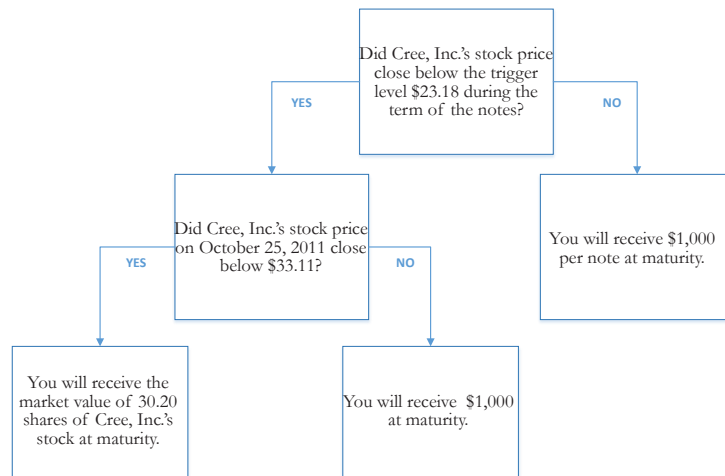 Did Cree, Inc.'s stock price
close below the trigger
level $23.18 during the
term of the notes?
YES
NO
Did Cree, Inc.'s stock price
on October 25, 2011 close
below $33.11?
You will receive $1,000
per note at maturity.
YES
NO
You will receive the
market value of 30.20
shares of Cree, Inc.'s
stock at maturity.
You will receive $1,000
at maturity.